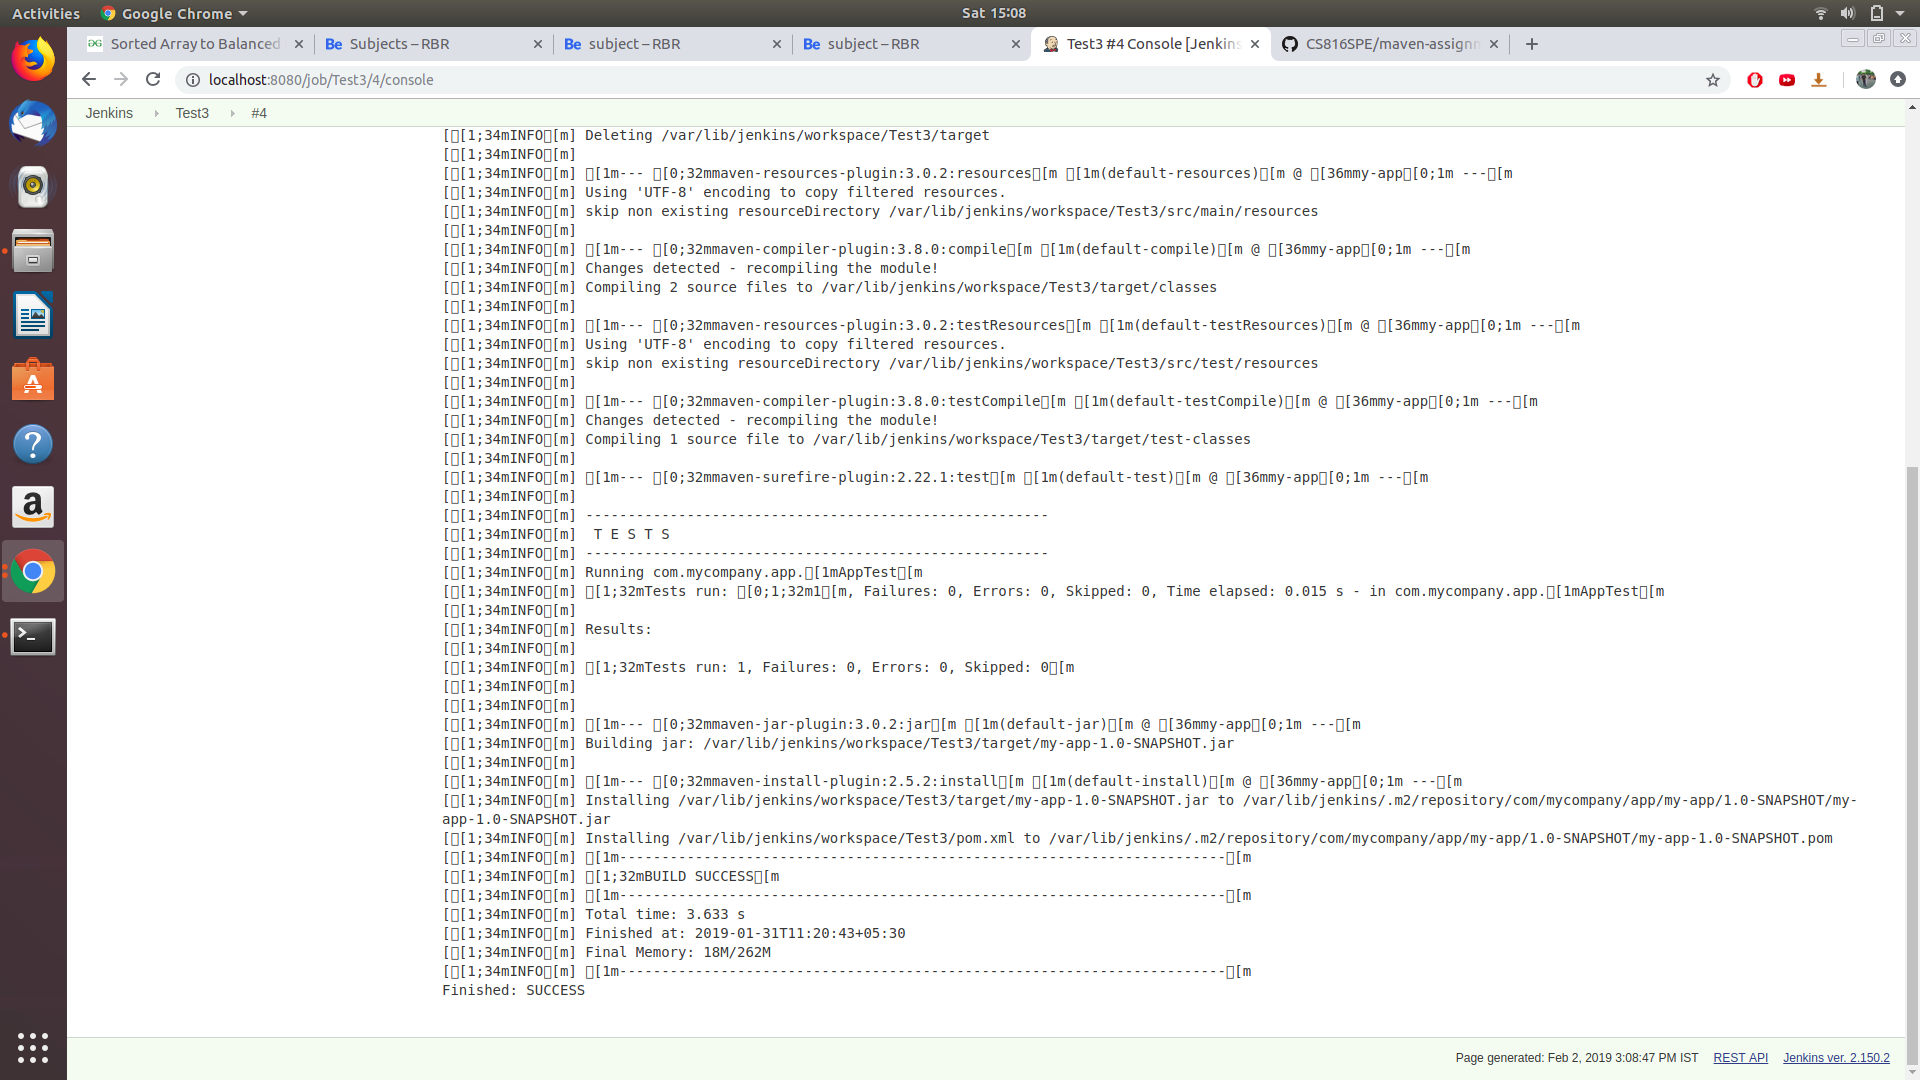 Activities
Google Chrome
Sat 15:08
Sorted Array to Balanced
Be Subjects – RBR
Be subject – RBR
Be subject – RBR
Test3 #4 Console [Jenkins
CS816SPE/maven-assignm
localhost:8080/job/Test3/4/console
Jenkins
Test3
#4
[[1;34mINFO[m] Deleting /var/lib/jenkins/workspace/Test3/target
[[1;34mINFO[m]
[[1;34mINFO[m] [1m--- [0;32mmaven-resources-plugin:3.0.2:resources[m [1m(default-resources)[m @ [36mmy-app[0;1m ---[m
[[1;34mINFO[m] Using 'UTF-8' encoding to copy filtered resources.
[[1;34mINFO[m] skip non existing resourceDirectory /var/lib/jenkins/workspace/Test3/src/main/resources
[[1;34mINFO[m]
[[1;34mINFO[m] [1m--- [0;32mmaven-compiler-plugin:3.8.0:compile[m [1m(default-compile)[m @ [36mmy-app[0;1m ---[m
[[1;34mINFO[m] Changes detected - recompiling the module!
[[1;34mINFO[m] Compiling 2 source files to /var/lib/jenkins/workspace/Test3/target/classes
[[1;34mINFO[m]
[[1;34mINFO[m] [1m--- [0;32mmaven-resources-plugin:3.0.2:testResources[m [1m(default-testResources)[m @ [36mmy-app[0;1m ---[m
[[1;34mINFO[m] Using 'UTF-8' encoding to copy filtered resources.
[[1;34mINFO[m] skip non existing resourceDirectory /var/lib/jenkins/workspace/Test3/src/test/resources
[[1;34mINFO[m]
[[1;34mINFO[m] [1m--- [0;32mmaven-compiler-plugin:3.8.0:testCompile[m [1m(default-testCompile)[m @ [36mmy-app[0;1m ---[m
[[1;34mINFO[m] Changes detected - recompiling the module!
[[1;34mINFO[m] Compiling 1 source file to /var/lib/jenkins/workspace/Test3/target/test-classes
[[1;34mINFO[m]
[[1;34mINFO[m] [1m--- [0;32mmaven-surefire-plugin:2.22.1:test[m [1m(default-test)[m @ [36mmy-app[0;1m ---[m
[[1;34mINFO[m]
[[1;34mINFO[m] -------------------------------------------------------
[[1;34mINFO[m]  T E S T S
[[1;34mINFO[m] -------------------------------------------------------
[[1;34mINFO[m] Running com.mycompany.app.[1mAppTest[m
[[1;34mINFO[m] [1;32mTests run: [0;1;32m1[m, Failures: 0, Errors: 0, Skipped: 0, Time elapsed: 0.015 s - in com.mycompany.app.[1mAppTest[m
[[1;34mINFO[m]
[[1;34mINFO[m] Results:
[[1;34mINFO[m]
[[1;34mINFO[m] [1;32mTests run: 1, Failures: 0, Errors: 0, Skipped: 0[m
[[1;34mINFO[m]
[[1;34mINFO[m]
[[1;34mINFO[m] [1m--- [0;32mmaven-jar-plugin:3.0.2:jar[m [1m(default-jar)[m @ [36mmy-app[0;1m ---[m
[[1;34mINFO[m] Building jar: /var/lib/jenkins/workspace/Test3/target/my-app-1.0-SNAPSHOT.jar
[[1;34mINFO[m]
[[1;34mINFO[m] [1m--- [0;32mmaven-install-plugin:2.5.2:install[m [1m(default-install)[m @ [36mmy-app[0;1m ---[m
[[1;34mINFO[m] Installing /var/lib/jenkins/workspace/Test3/target/my-app-1.0-SNAPSHOT.jar to /var/lib/jenkins/.m2/repository/com/mycompany/app/my-app/1.0-SNAPSHOT/my-
app-1.0-SNAPSHOT.jar
[[1;34mINFO[m] Installing /var/lib/jenkins/workspace/Test3/pom.xml to /var/lib/jenkins/.m2/repository/com/mycompany/app/my-app/1.0-SNAPSHOT/my-app-1.0-SNAPSHOT.pom
[[1;34mINFO[m] [1m------------------------------------------------------------------------[m
[[1;34mINFO[m] [1;32mBUILD SUCCESS[m
[[1;34mINFO[m] [1m------------------------------------------------------------------------[m
[[1;34mINFO[m] Total time: 3.633 s
[[1;34mINFO[m] Finished at: 2019-01-31T11:20:43+05:30
[[1;34mINFO[m] Final Memory: 18M/262M
[[1;34mINFO[m] [1m------------------------------------------------------------------------[m
Finished: SUCCESS
Page generated: Feb 2, 2019 3:08:47 PM IST
REST API
Jenkins ver. 2.150.2